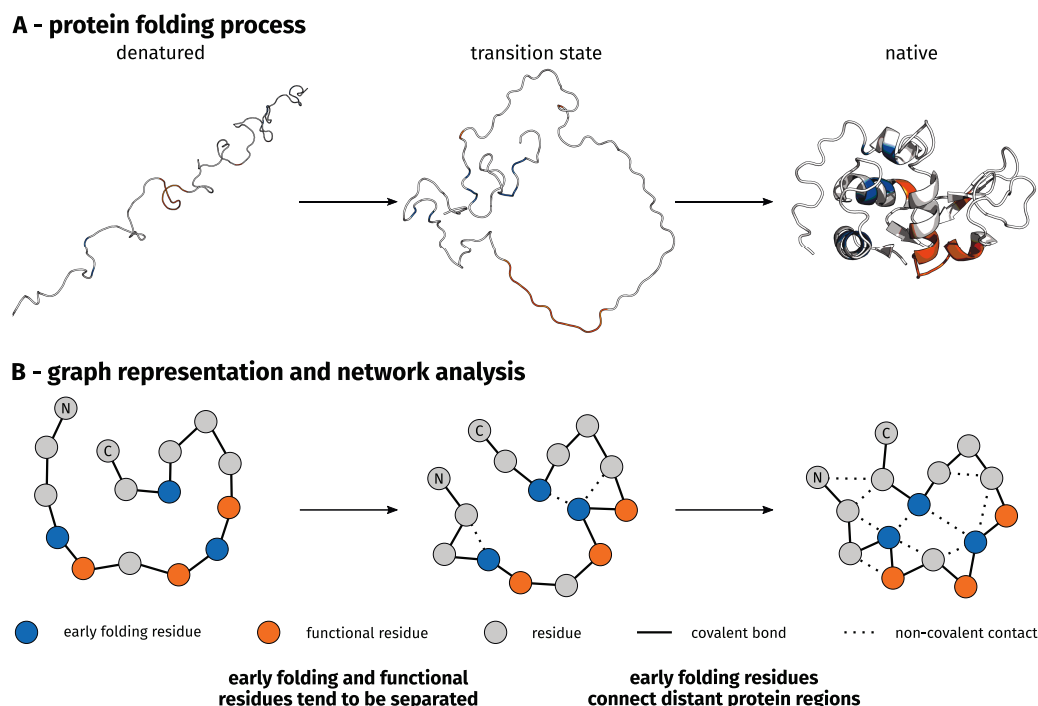 A - protein folding process
denatured
transition state
native
B - graph representation and network analysis
N
C
C
N
C
N
early folding residue
functional residue
residue
covalent bond
non-covalent contact
early folding and functional
residues tend to be separated
early folding residues
connect distant protein regions